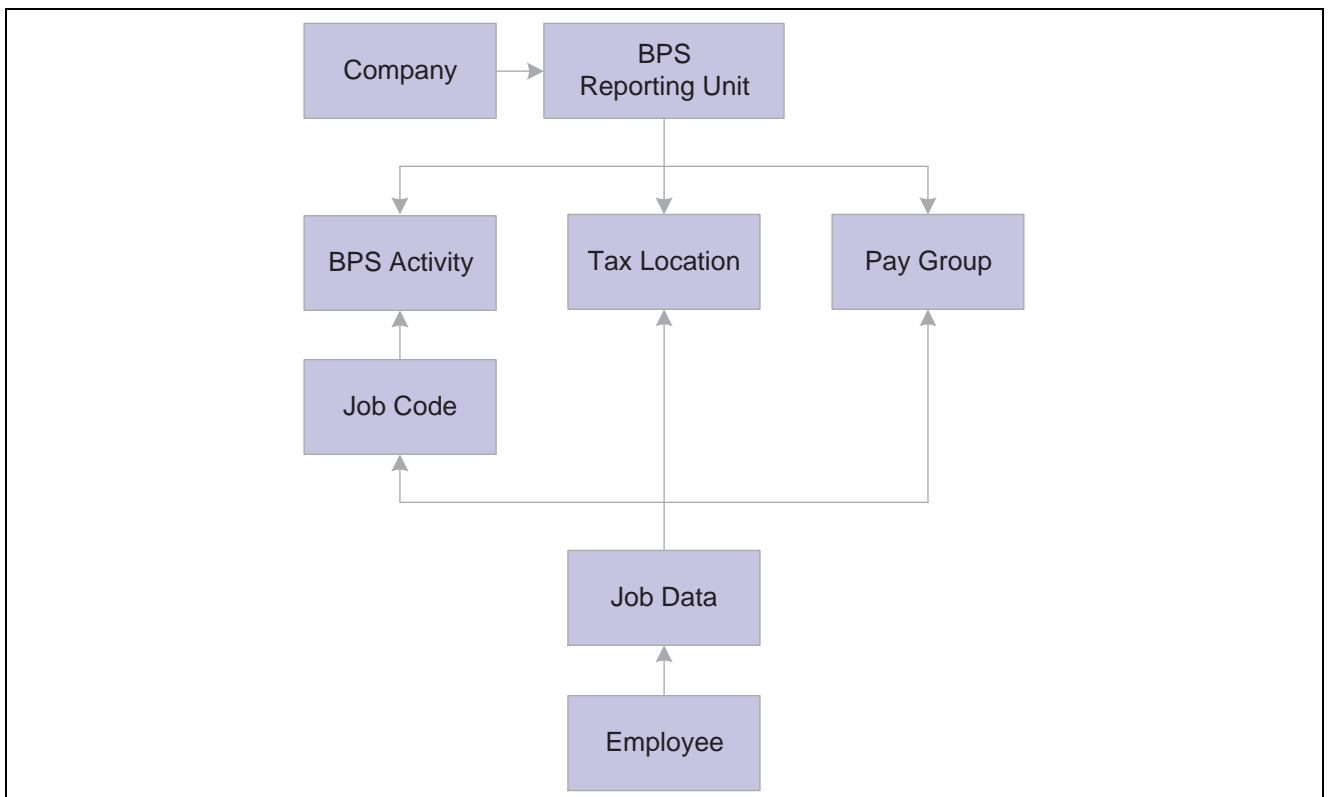 Company
BPS
Reporting Unit
BPS Activity
Tax Location
Pay Group
Job Code
Job Data
Employee